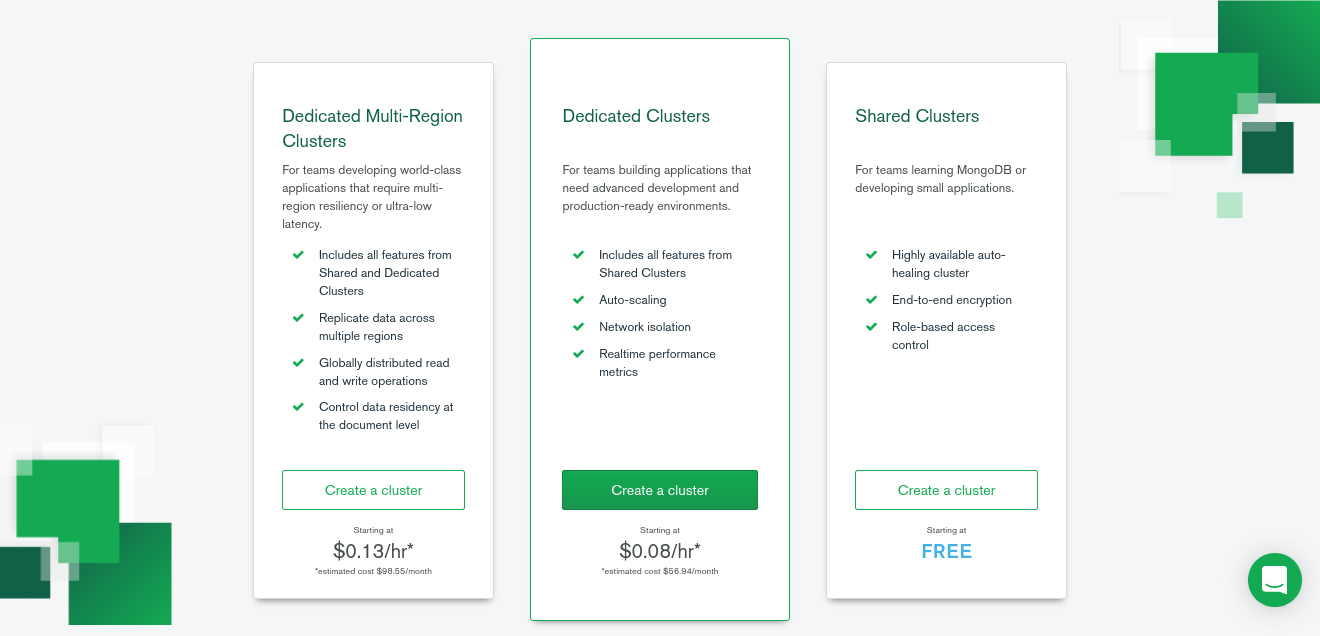 Dedicated Multi-Region
Clusters
For teams developing world-class
applications that require multi-
region resiliency or ultra-low
latency.
Includes all features from
Shared and Dedicated
Clusters
Replicate data across
multiple regions
Globally distributed read
and write operations
Control data residency at
the document level
Create a cluster
Starting at
$0.13/hr*
*estimated cost $98.55/month
Dedicated Clusters
For teams building applications that
need advanced development and
production-ready environments.
Includes all features from
Shared Clusters
Auto-scaling
Network isolation
Realtime performance
metrics
Create a cluster
Starting at
$0.08/hr*
*estimated cost $56.94/month
Shared Clusters
For teams learning MongoDB or
developing small applications.
Highly available auto-
healing cluster
End-to-end encryption
Role-based access
control
Create a cluster
Starting at
FREE